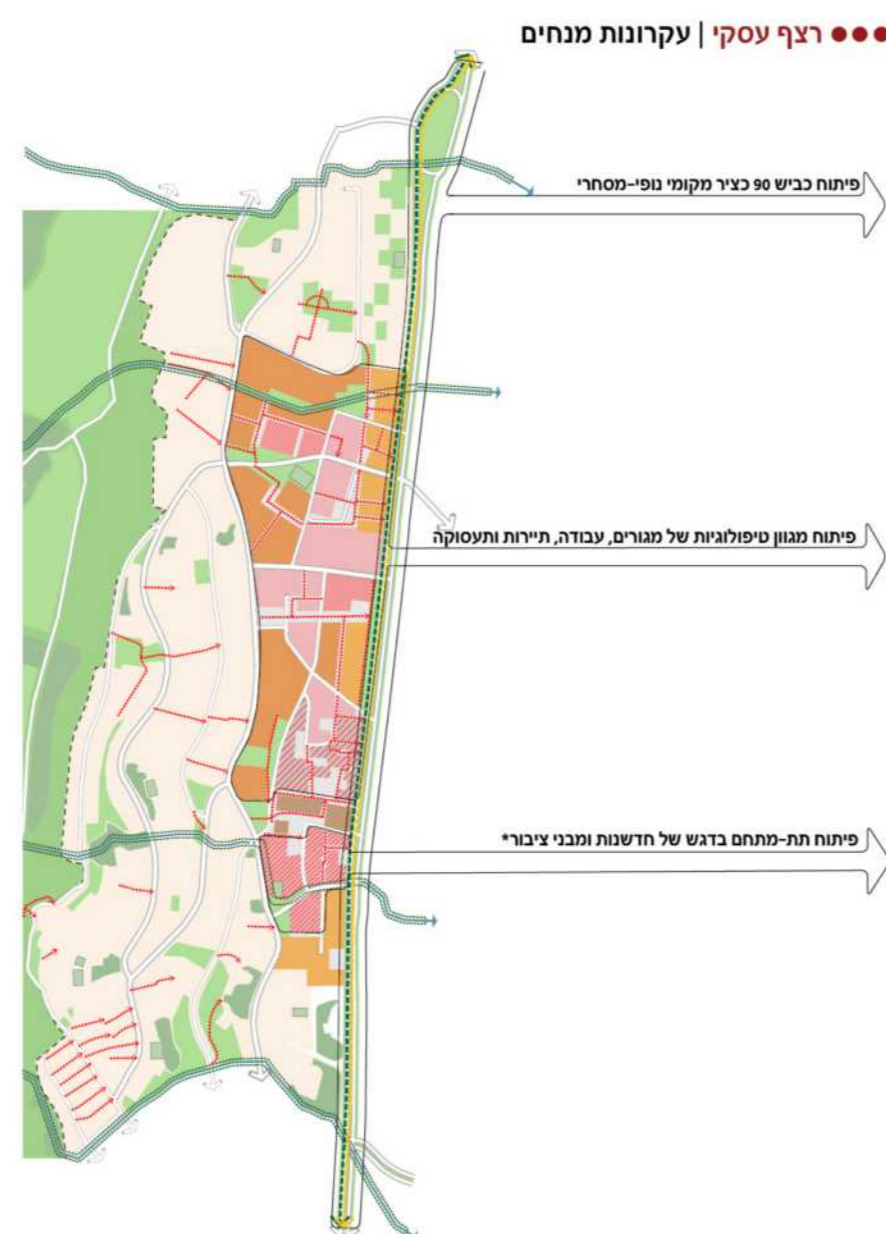 רצף עסקי | עקרונות מנחים
פיתוח כביש 90 כציר מקומי נופי-מסחרי
פיתוח מגוון טיפולוגיות של מגורים, עבודה, תיירות ותעסוקה
פיתוח תת-מתחם בדגש של חדשנות ומבני ציבור*